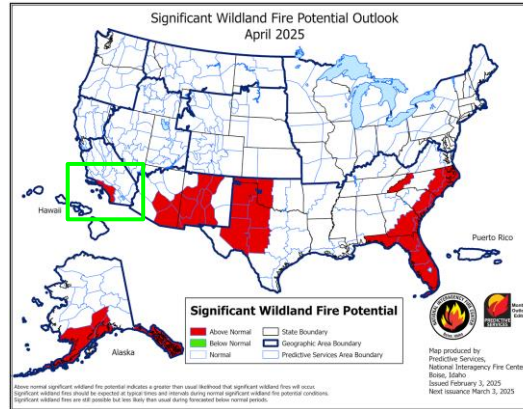 Significant Wildland Fire Potential Outlook
April 2025
Hawaii
Puerto Rico
Alaska
Significant Wildland Fire Potential
Above Normal
Below Normal
Normal
State Boundary
Geographic Area Boundary
Predictive Services Area Boundary
PREDICTIVE
SERVICES
Map produced by
Predictive Services,
National Interagency Fire Center
Boise, Idaho
Issued February 3, 2025
Next issuance March 3, 2025
Above normal significant wildland fire potential indicates a greater than usual likelihood that significant wildland fires will occur.
Significant wildland fires should be expected at typical times and intervals during normal significant wildland fire potential conditions.
Significant wildland fires are still possible but less likely than usual during forecasted below normal periods.